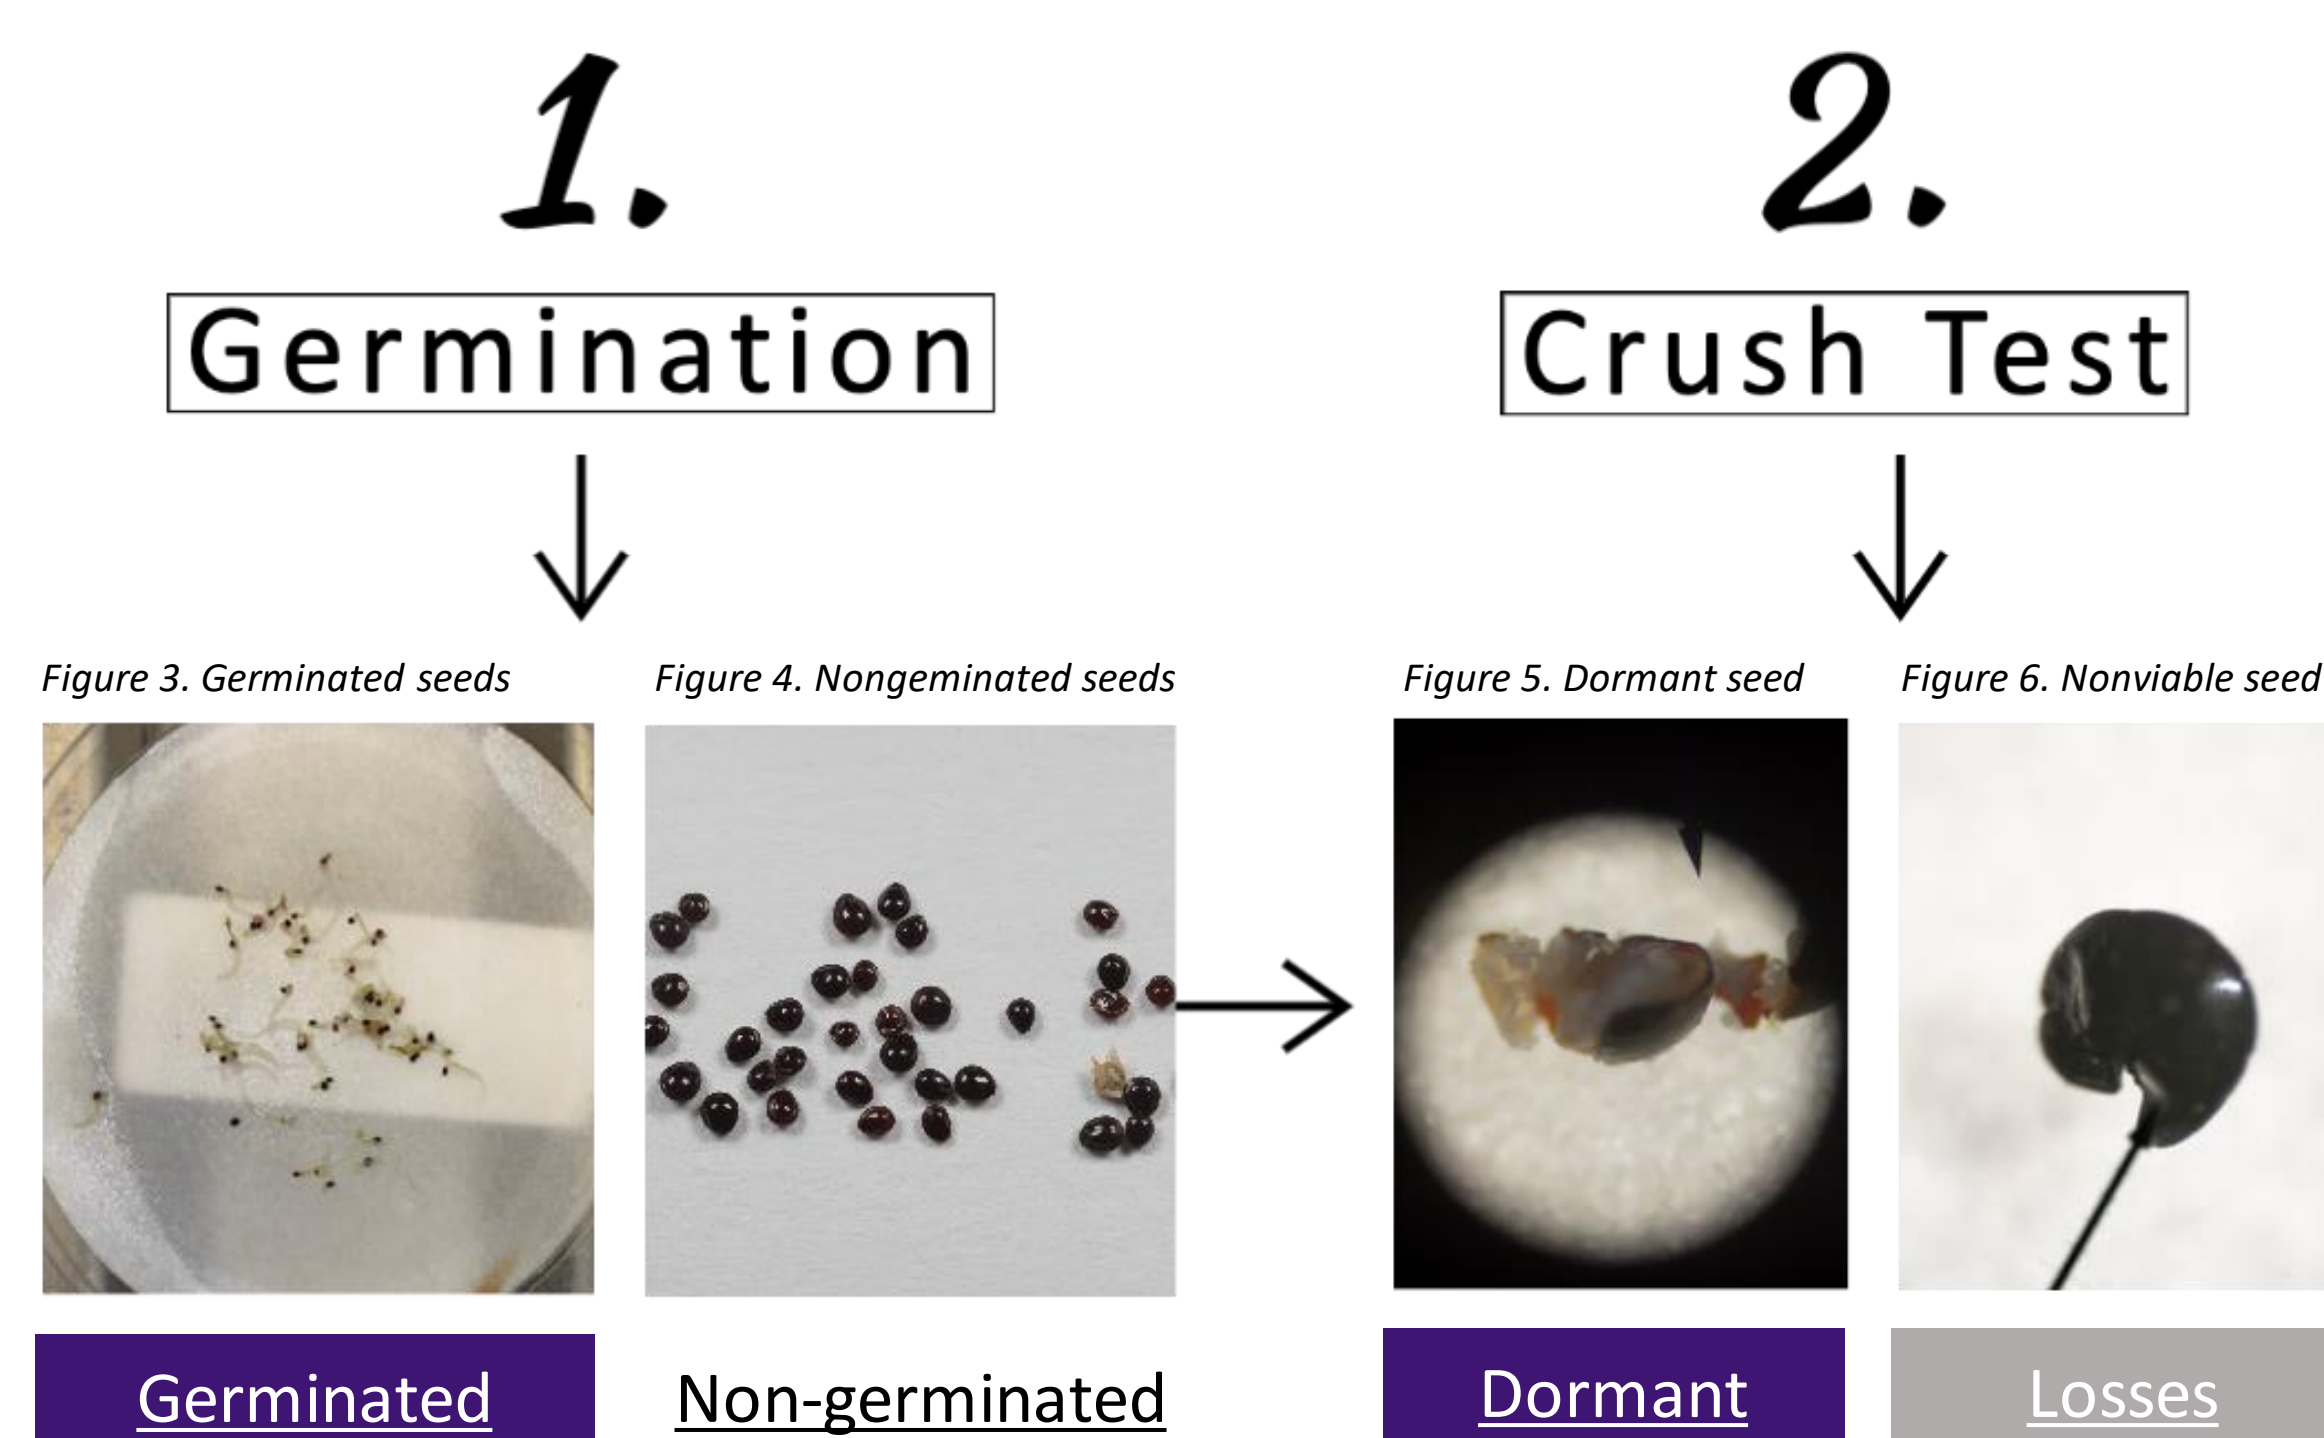 1.
2.
Germination
Crush Test
Figure 3. Germinated seeds
Figure 4. Nongeminated seeds
Figure 5. Dormant seed
Figure 6. Nonviable seed
Germinated
Non-germinated
Dormant
Losses